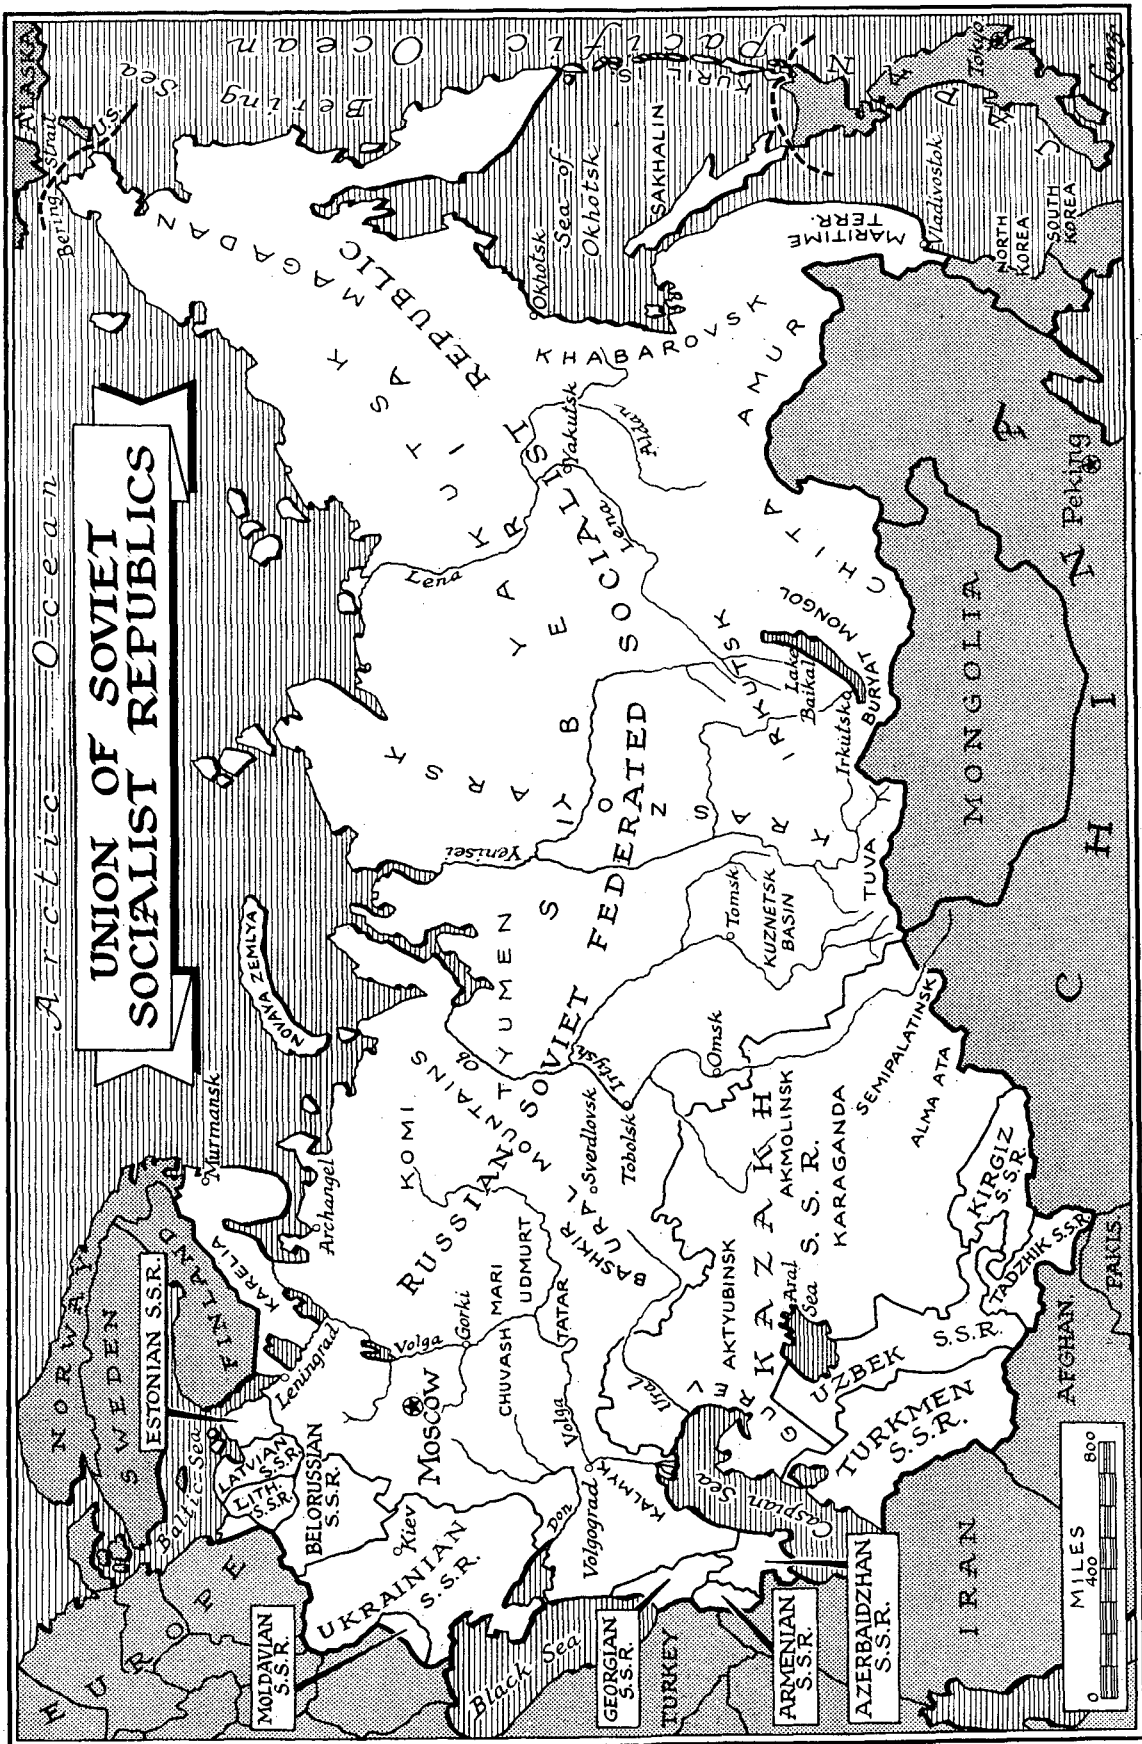 UNION OF SOVIET
SOCIALIST REPUBLICS
Arctic Ocean
ALASKA
Bering Strait
U.S.
Bering
Sea
Pacific Ocean
NORWAY
SWEDEN
FINLAND
ESTONIAN S.S.R.
Baltic Sea
LATVIAN
S.S.R.
LITH.
S.S.R.
EUROPE
Murmansk
KARELIA
Archangel
NOVAYA ZEMLYA
Leningrad
BELORUSSIAN
S.S.R.
MOLDAVIAN
S.S.R.
UKRAINIAN
S.S.R.
Kiev
MOSCOW
Volga
Gorki
CHUVASH
MARI
UDMURT
TATAR
BASHKIR
KOMI
URAL MOUNTAINS
Ob
Sverdlovsk
Tobolsk
Irtysh
Omsk
TYUMEN
RUSSIAN SOVIET FEDERATED SOCIALIST REPUBLIC
SIBERIA
Yenisei
KRASNOYARSK
Tomsk
KUZNETSK
BASIN
TUVA
IRKUTSK
Irkutsk
Lake
Baikal
BURYAT MONGOL
CHITA
YAKUTSK
Lena
Lena
Yakutsk
Aldan
MAGADAN
KHABAROVSK
AMUR
MARITIME
TERR.
Okhotsk
Sea of
Okhotsk
SAKHALIN
KURIL IS.
Vladivostok
NORTH
KOREA
SOUTH
KOREA
JAPAN
Tokyo
Lenz
Peking
CHINA
MONGOLIA
Black Sea
Don
Volgograd
Volga
KALMYK
Ural
GURYEV
AKTYUBINSK
KAZAKH
S.S.R.
AKMOLINSK
KARAGANDA
SEMIPALATINSK
ALMA ATA
Aral
Sea
Caspian Sea
UZBEK
S.S.R.
TURKMEN
S.S.R.
KIRGIZ
S.S.R.
TADZHIK S.S.R.
GEORGIAN
S.S.R.
TURKEY
ARMENIAN
S.S.R.
AZERBAIDZHAN
S.S.R.
IRAN
AFGHAN.
PAKIS.
MILES
0 400 800